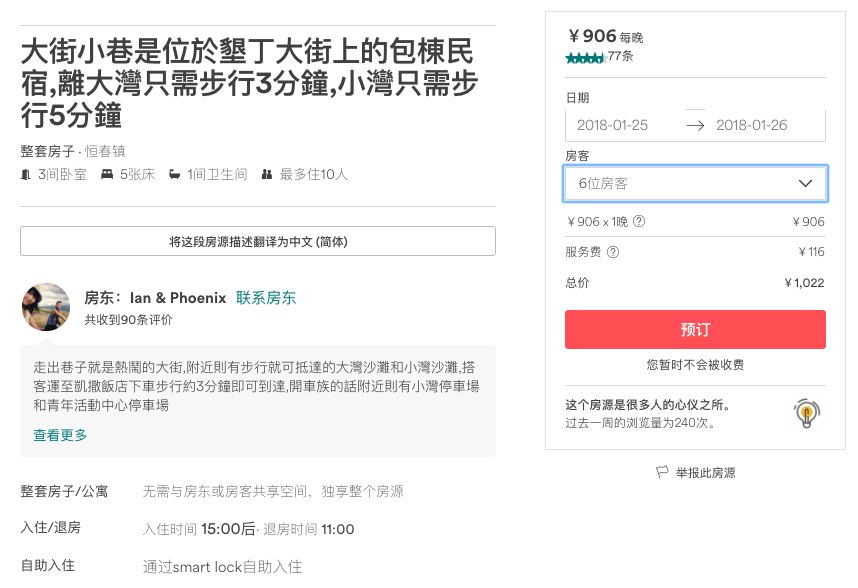 大街小巷是位於墾丁大街上的包棟民
宿,離大灣只需步行3分鐘,小灣只需步
行5分鐘
整套房子 · 恒春镇
3间卧室 5张床 1间卫生间 最多住10人
将这段房源描述翻译为中文 (简体)
房东：Ian & Phoenix 联系房东
共收到90条评价
走出巷子就是熱鬧的大街,附近則有步行就可抵達的大灣沙灘和小灣沙灘,搭
客運至凱撒飯店下車步行約3分鐘即可到達,開車族的話附近則有小灣停車場
和青年活動中心停車場
查看更多
整套房子/公寓 无需与房东或房客共享空间，独享整个房源
入住/退房 入住时间 15:00后· 退房时间 11:00
自助入住 通过smart lock自助入住
￥906 每晚
77条
日期
2018-01-25 → 2018-01-26
房客
6位房客
￥906 x 1晚 ? ￥906
服务费 ? ￥116
总价 ￥1,022
预订
您暂时不会被收费
这个房源是很多人的心仪之所。
过去一周的浏览量为240次。
举报此房源